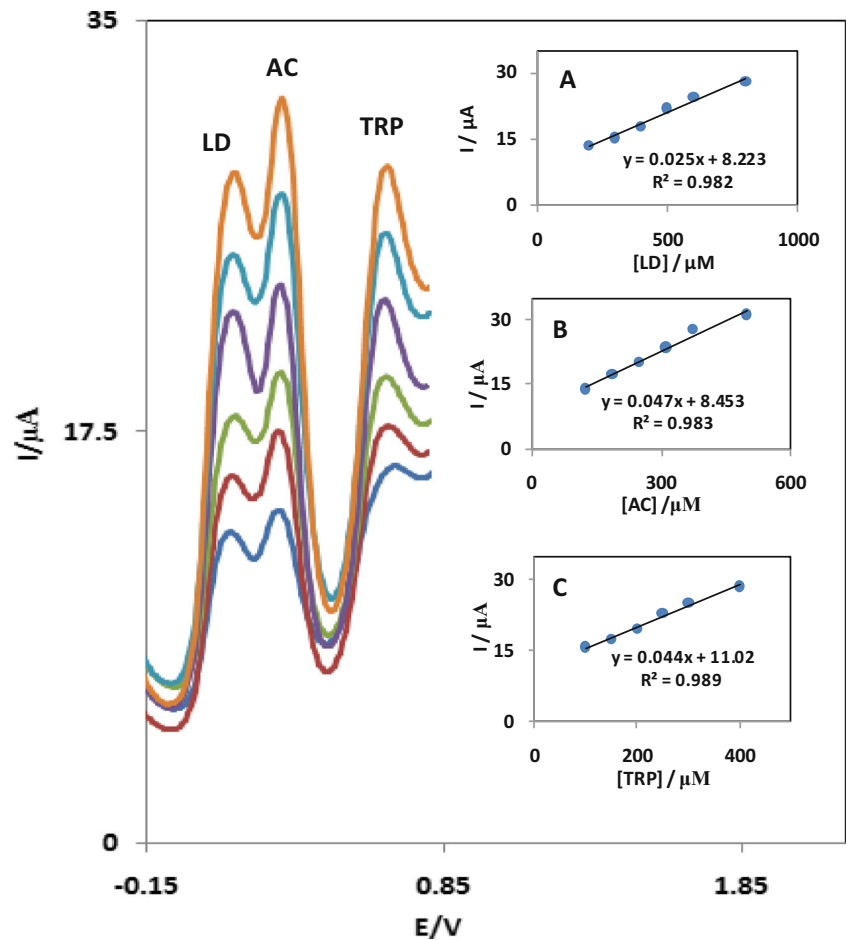 35
AC
LD
TRP
17.5
I/µA
0
-0.15
0.85
1.85
E/V
A
30
15
0
I / µA
y = 0.025x + 8.223
R² = 0.982
0
500
1000
[LD] / µM
B
30
15
0
I / µA
y = 0.047x + 8.453
R² = 0.983
0
300
600
[AC] /µM
C
30
15
0
I / µA
y = 0.044x + 11.02
R² = 0.989
0
200
400
[TRP] / µM